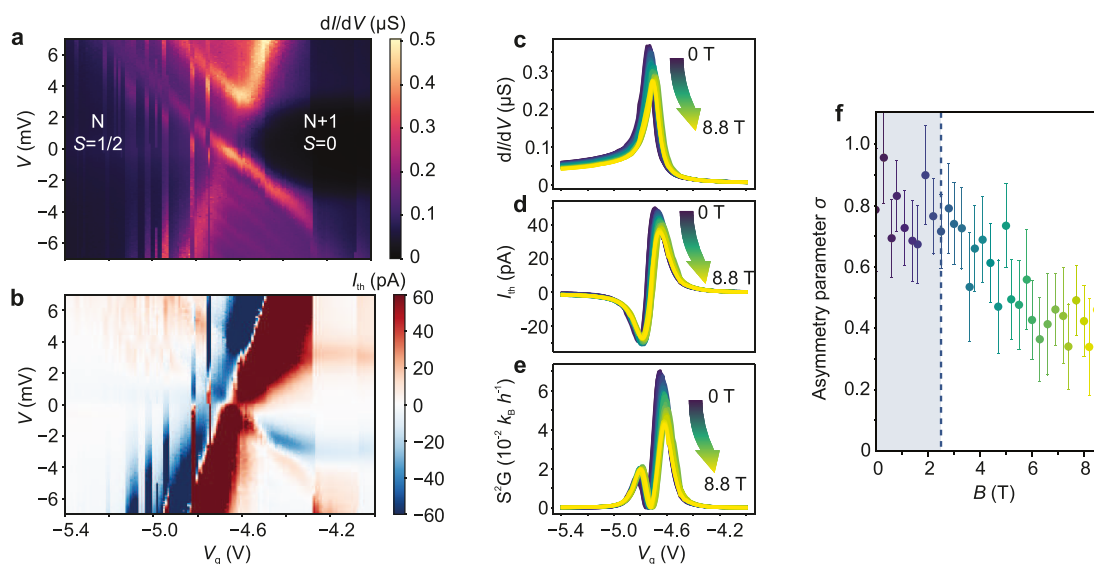 a
dI/dV (µS)
0.5
0.4
0.3
0.2
0.1
0
6
4
2
0
−2
−4
−6
V (mV)
N
S=1/2
N+1
S=0
b
I_th (pA)
60
40
20
0
−20
−40
−60
6
4
2
0
−2
−4
−6
V (mV)
−5.4
−5.0
−4.6
−4.2
V_g (V)
c
0.3
0.2
0.1
0
dI/dV (µS)
0 T
8.8 T
d
50
20
0
-20
I_th (pA)
0 T
8.8 T
e
8
6
4
2
0
S²G (10⁻² k_B h⁻¹)
0 T
8.8 T
−5.4
−5.0
−4.6
−4.2
V_g (V)
f
1.0
0.8
0.6
0.4
0.2
0
Asymmetry parameter σ
0
2
4
6
8
B (T)